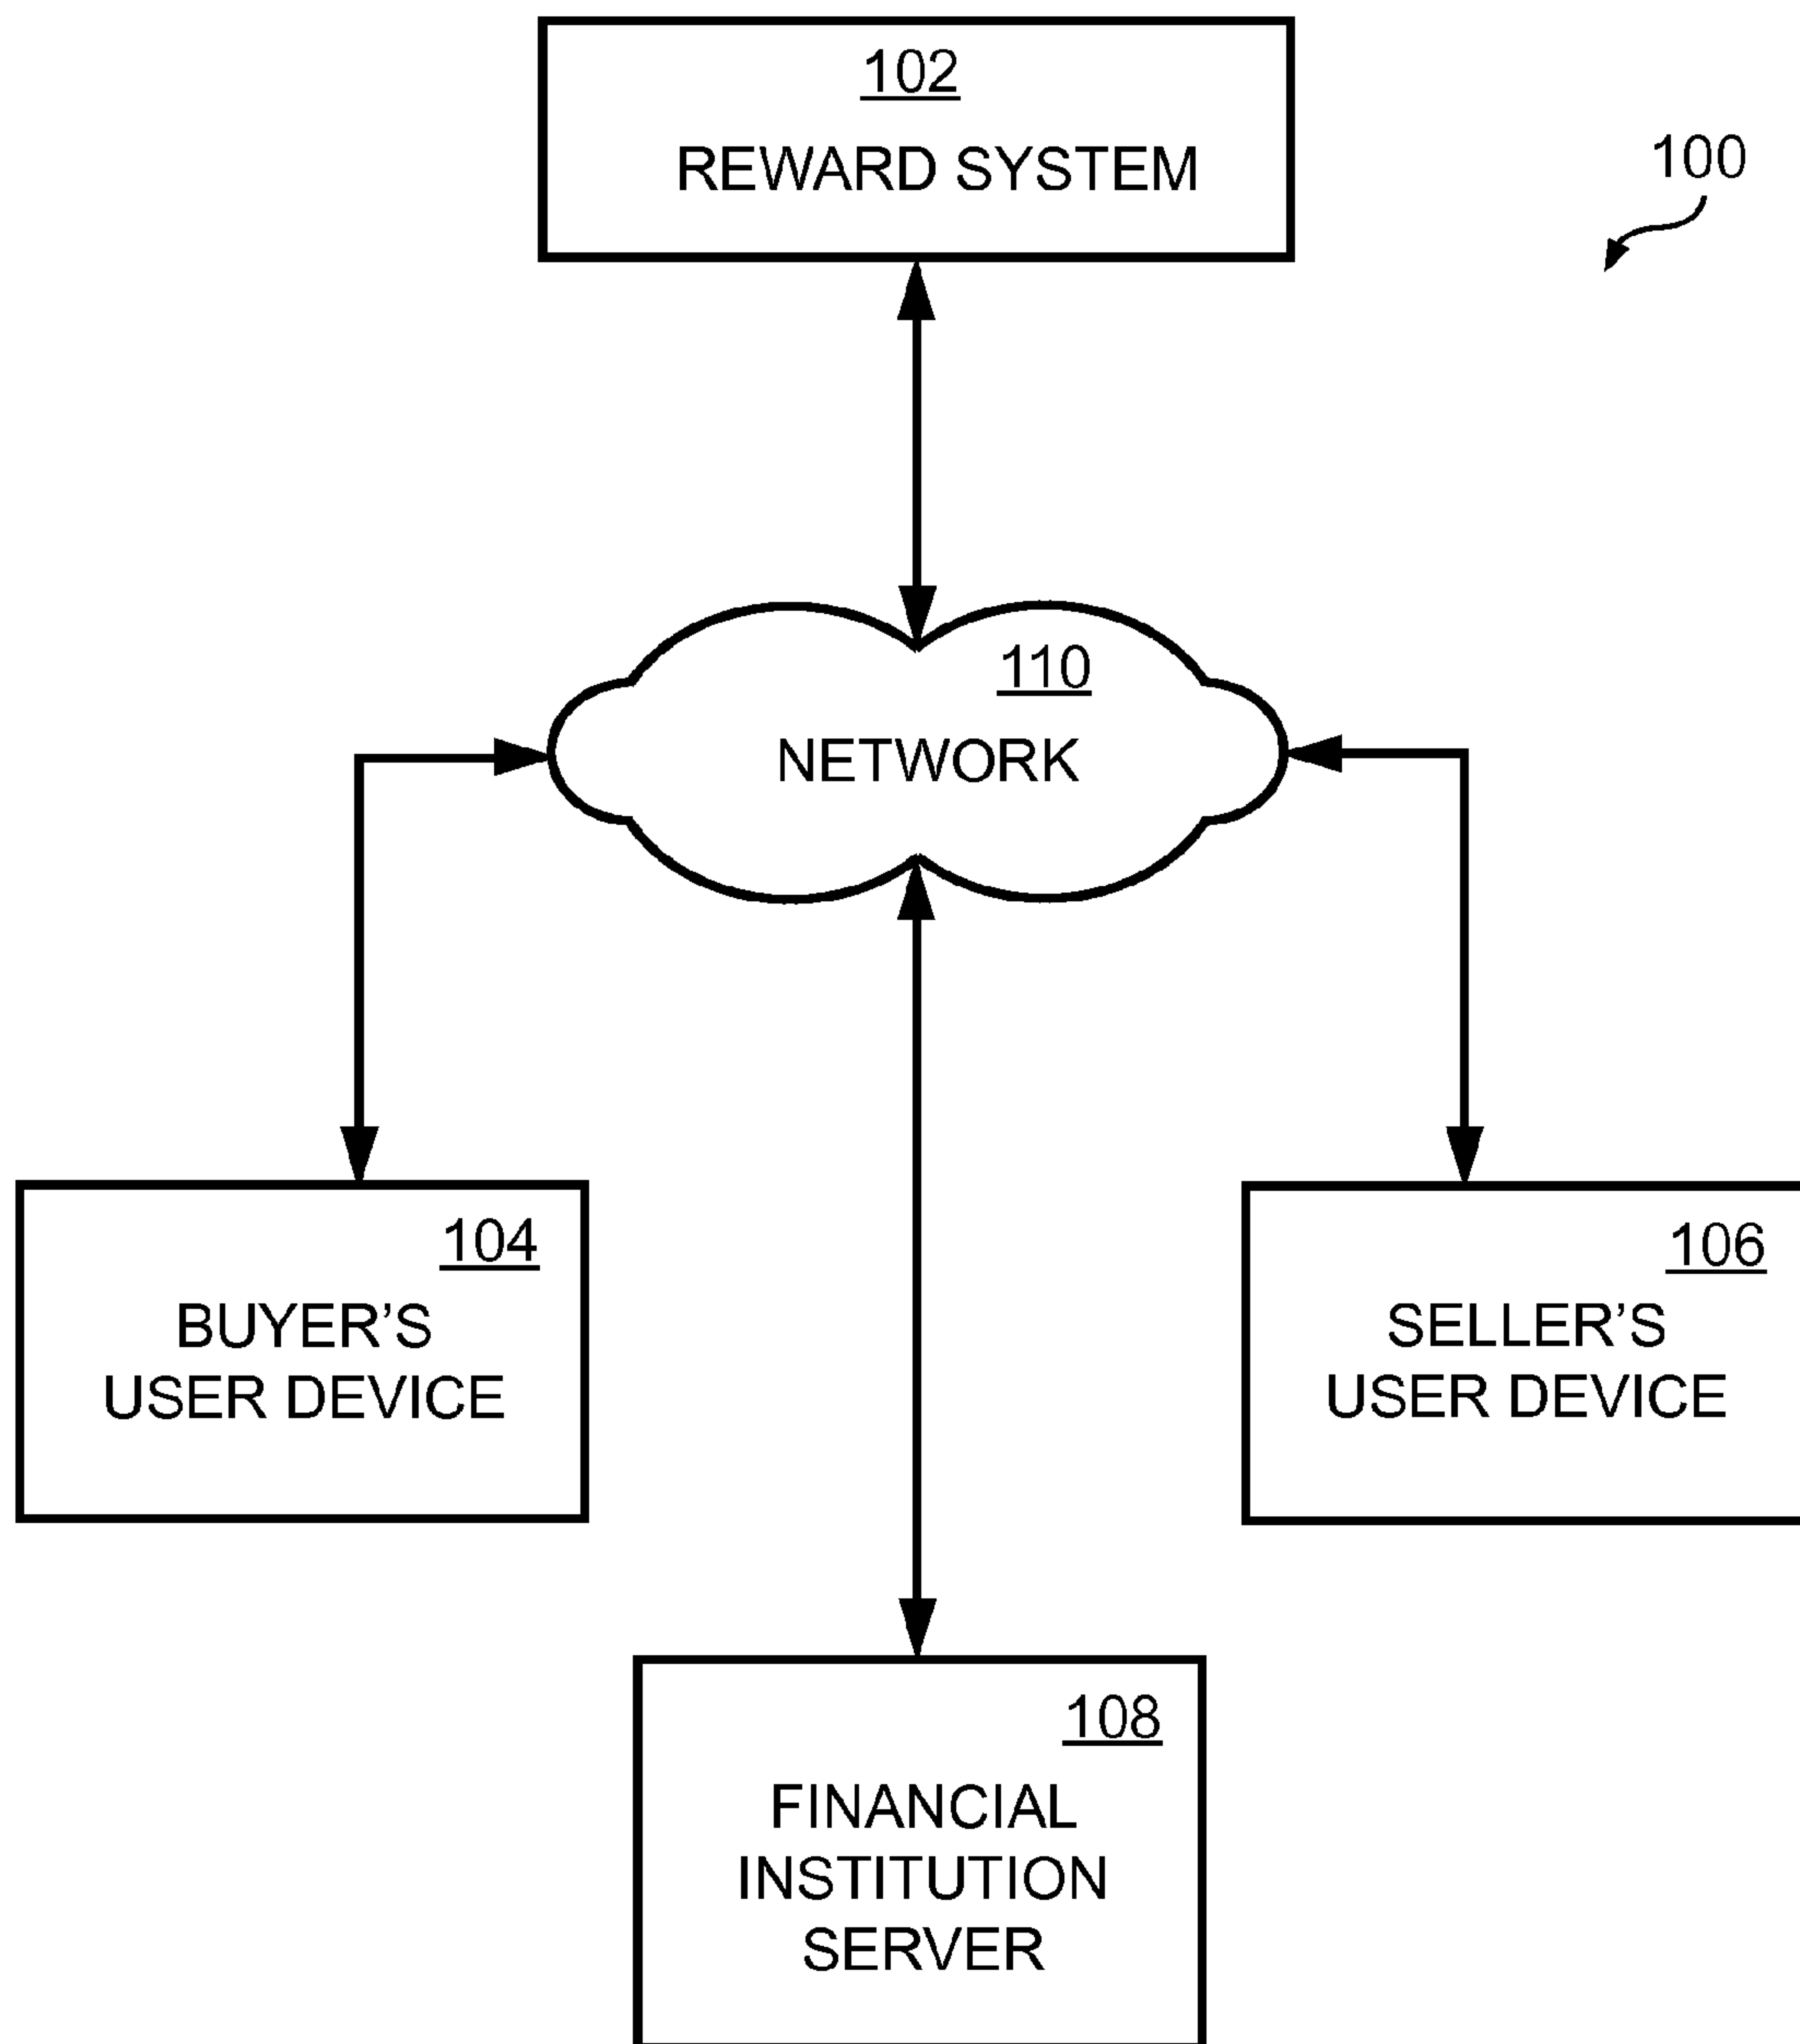 102
REWARD SYSTEM
100
110
NETWORK
104
BUYER’S
USER DEVICE
106
SELLER’S
USER DEVICE
108
FINANCIAL
INSTITUTION
SERVER